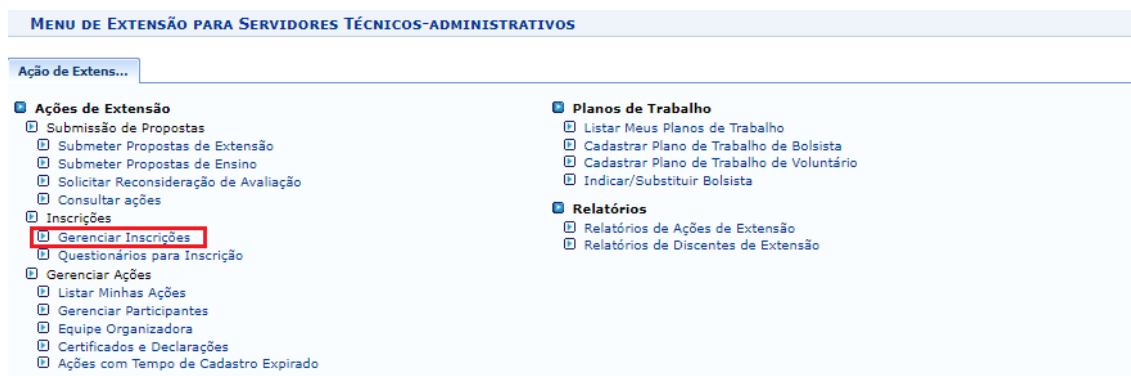 MENU DE EXTENSÃO PARA SERVIDORES TÉCNICOS-ADMINISTRATIVOS
Ação de Extens...
Ações de Extensão
Submissão de Propostas
Submeter Propostas de Extensão
Submeter Propostas de Ensino
Solicitar Reconsideração de Avaliação
Consultar ações
Inscrições
Gerenciar Inscrições
Questionários para Inscrição
Gerenciar Ações
Listar Minhas Ações
Gerenciar Participantes
Equipe Organizadora
Certificados e Declarações
Ações com Tempo de Cadastro Expirado
Planos de Trabalho
Listar Meus Planos de Trabalho
Cadastrar Plano de Trabalho de Bolsista
Cadastrar Plano de Trabalho de Voluntário
Indicar/Substituir Bolsista
Relatórios
Relatórios de Ações de Extensão
Relatórios de Discentes de Extensão